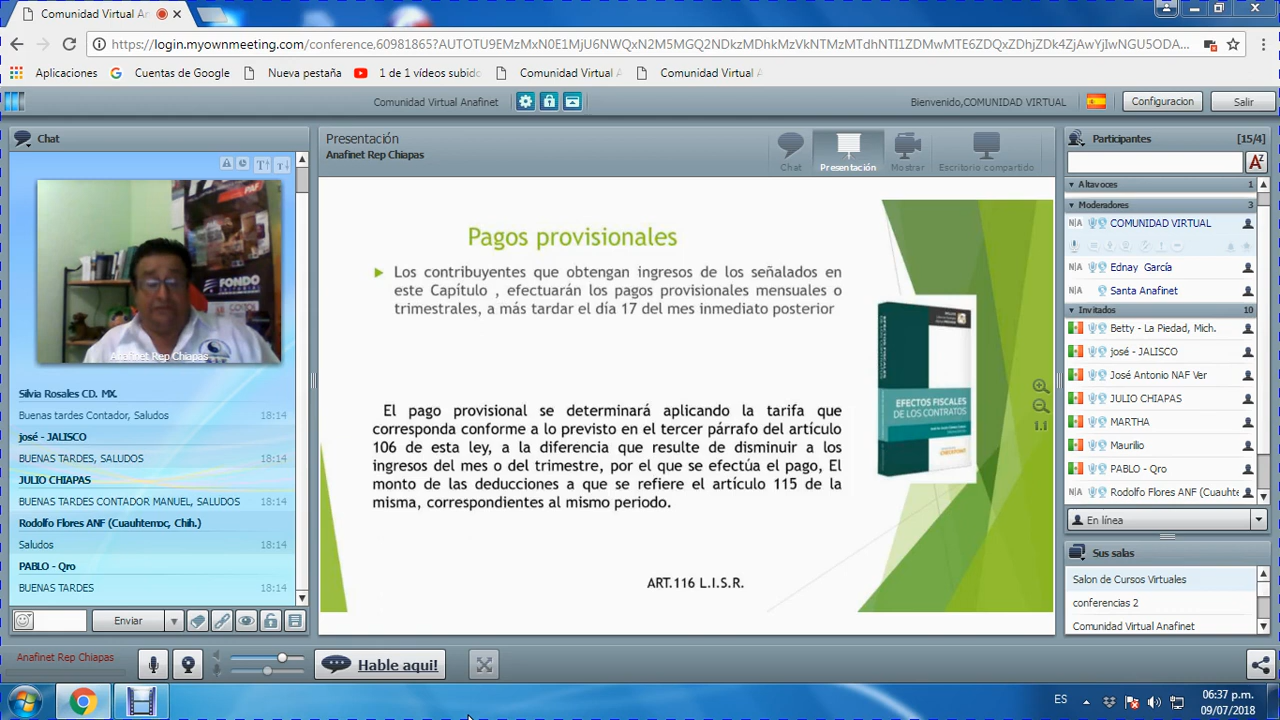 Comunidad Virtual An
https://login.myownmeeting.com/conference,60981865?
Aplicaciones
Cuentas de Google
Nueva pestaña
1 de 1 vídeos subido
Comunidad Virtual A
Comunidad Virtual A
Comunidad Virtual Anafinet
Bienvenido,COMUNIDAD VIRTUAL
Configuracion
Salir
Chat
FONDO
Anafinet Rep Chiapas
Silvia Rosales CD. MX.
Buenas tardes Contador, Saludos 18:14
josé - JALISCO
BUENAS TARDES, SALUDOS 18:14
JULIO CHIAPAS
BUENAS TARDES CONTADOR MANUEL, SALUDOS 18:14
Rodolfo Flores ANF (Cuauhtemoc, Chih.)
Saludos 18:14
PABLO - Qro
BUENAS TARDES 18:14
Enviar
Anafinet Rep Chiapas
Hable aqui!
Presentación
Anafinet Rep Chiapas
Chat
Presentación
Mostrar
Escritorio compartido
Pagos provisionales
Los contribuyentes que obtengan ingresos de los señalados en
este Capítulo , efectuarán los pagos provisionales mensuales o
trimestrales, a más tardar el día 17 del mes inmediato posterior
El pago provisional se determinará aplicando la tarifa que
corresponda conforme a lo previsto en el tercer párrafo del artículo
106 de esta ley, a la diferencia que resulte de disminuir a los
ingresos del mes o del trimestre, por el que se efectúa el pago, El
monto de las deducciones a que se refiere el artículo 115 de la
misma, correspondientes al mismo periodo.
ART.116 L.I.S.R.
EFECTOS FISCALES
DE LOS CONTRATOS
1:1
Participantes
[15/4]
Altavoces 1
Moderadores 3
N/A COMUNIDAD VIRTUAL
N/A Ednay García
N/A Santa Anafinet
Invitados 10
Betty - La Piedad, Mich.
josé - JALISCO
José Antonio NAF Ver
JULIO CHIAPAS
MARTHA
Maurilio
PABLO - Qro
Rodolfo Flores ANF (Cuauhte
En línea
Sus salas
Salon de Cursos Virtuales
conferencias 2
Comunidad Virtual Anafinet
ES
06:37 p.m.
09/07/2018